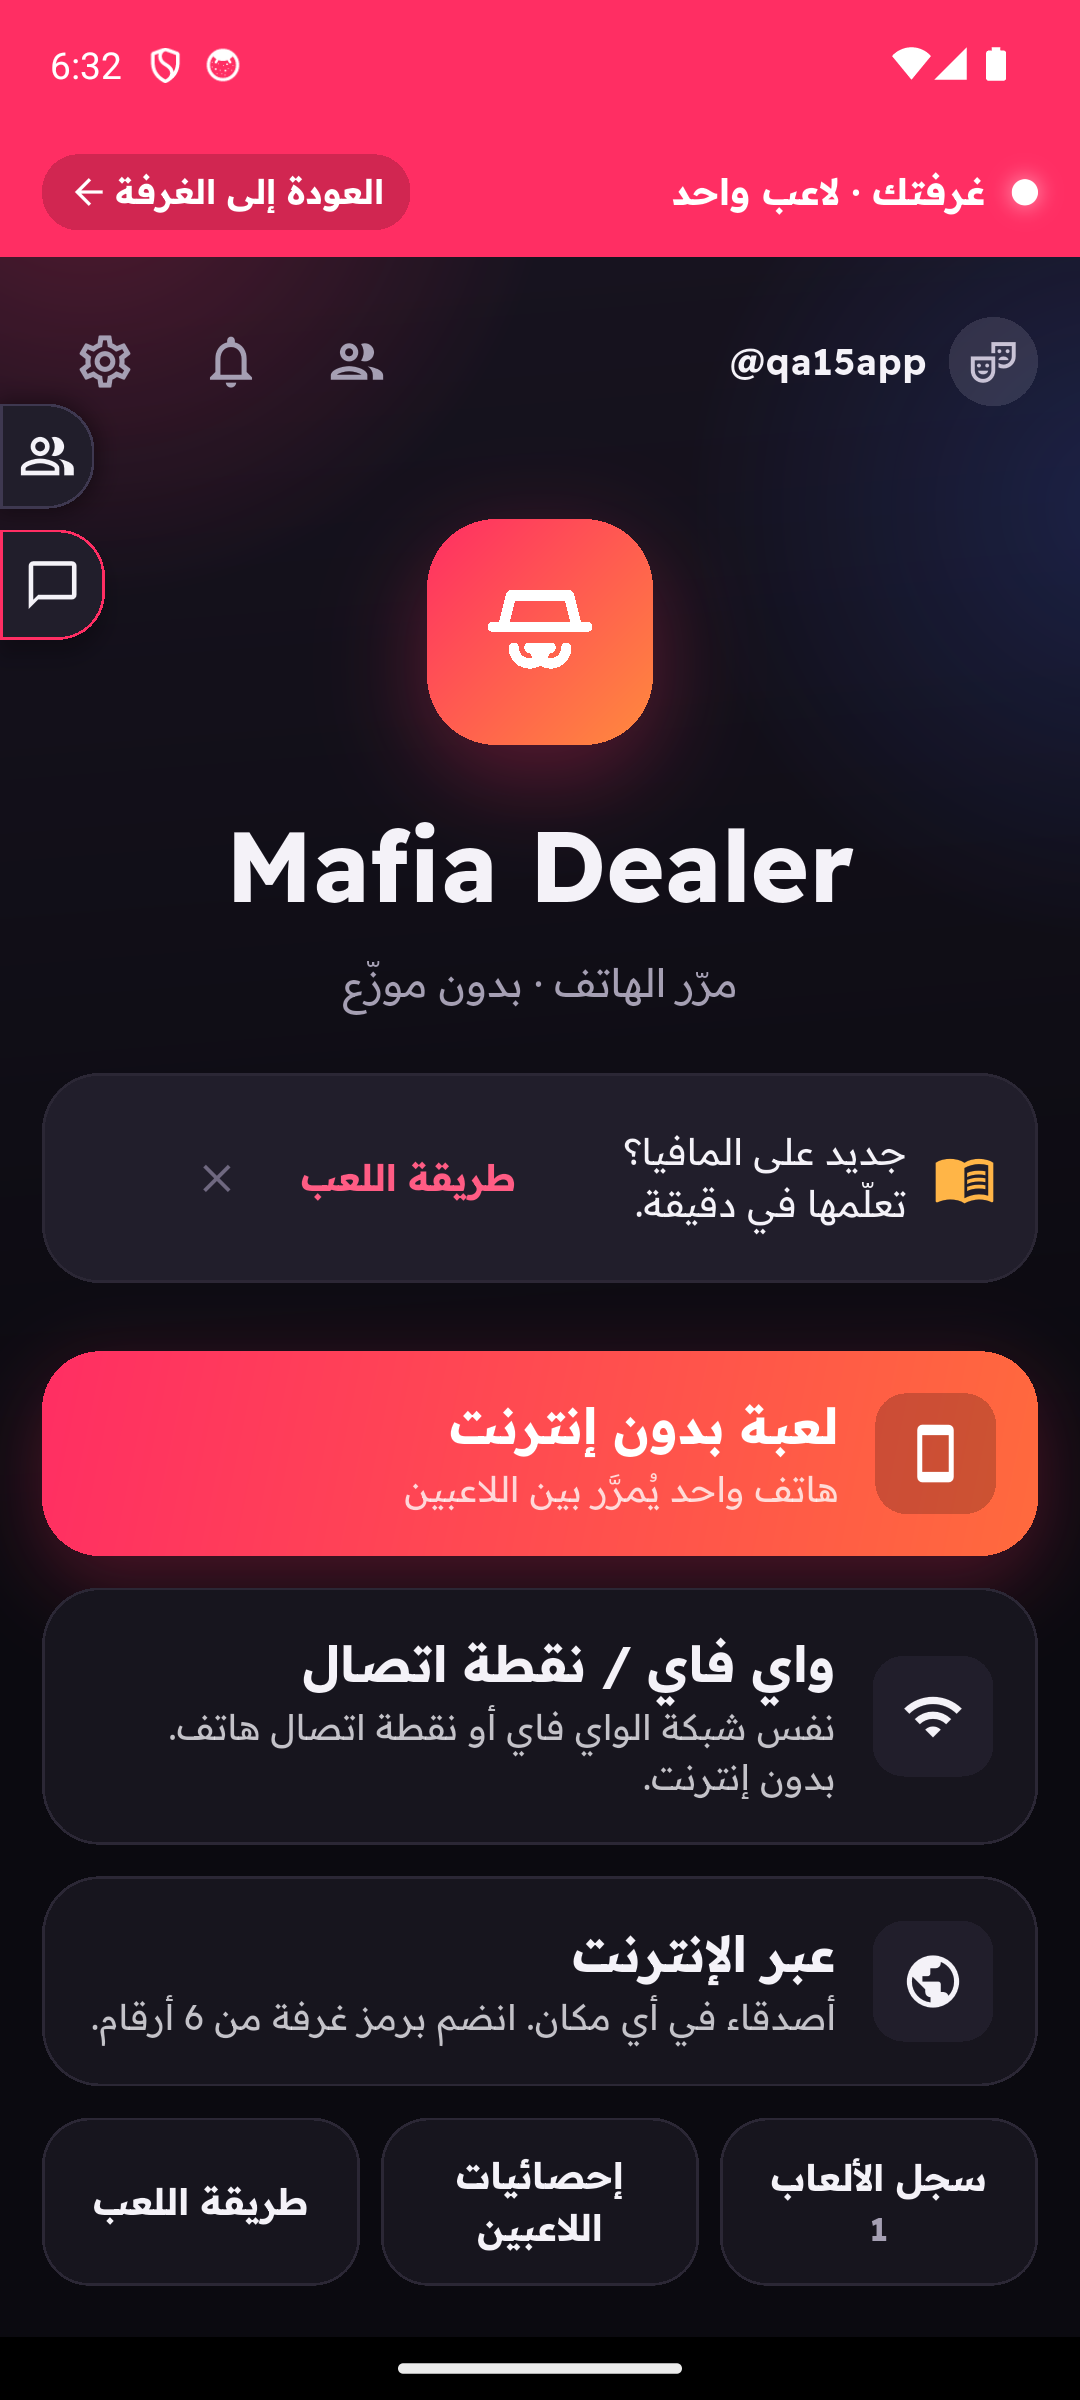 6:32
غرفتك · لاعب واحد
العودة إلى الغرفة
@qa15app
Mafia Dealer
مرّر الهاتف · بدون موزّع
جديد على المافيا؟
تعلّمها في دقيقة.
طريقة اللعب
لعبة بدون إنترنت
هاتف واحد يُمرَّر بين اللاعبين
واي فاي / نقطة اتصال
نفس شبكة الواي فاي أو نقطة اتصال هاتف.
بدون إنترنت.
عبر الإنترنت
أصدقاء في أي مكان. انضم برمز غرفة من 6 أرقام.
سجل الألعاب
1
إحصائيات
اللاعبين
طريقة اللعب